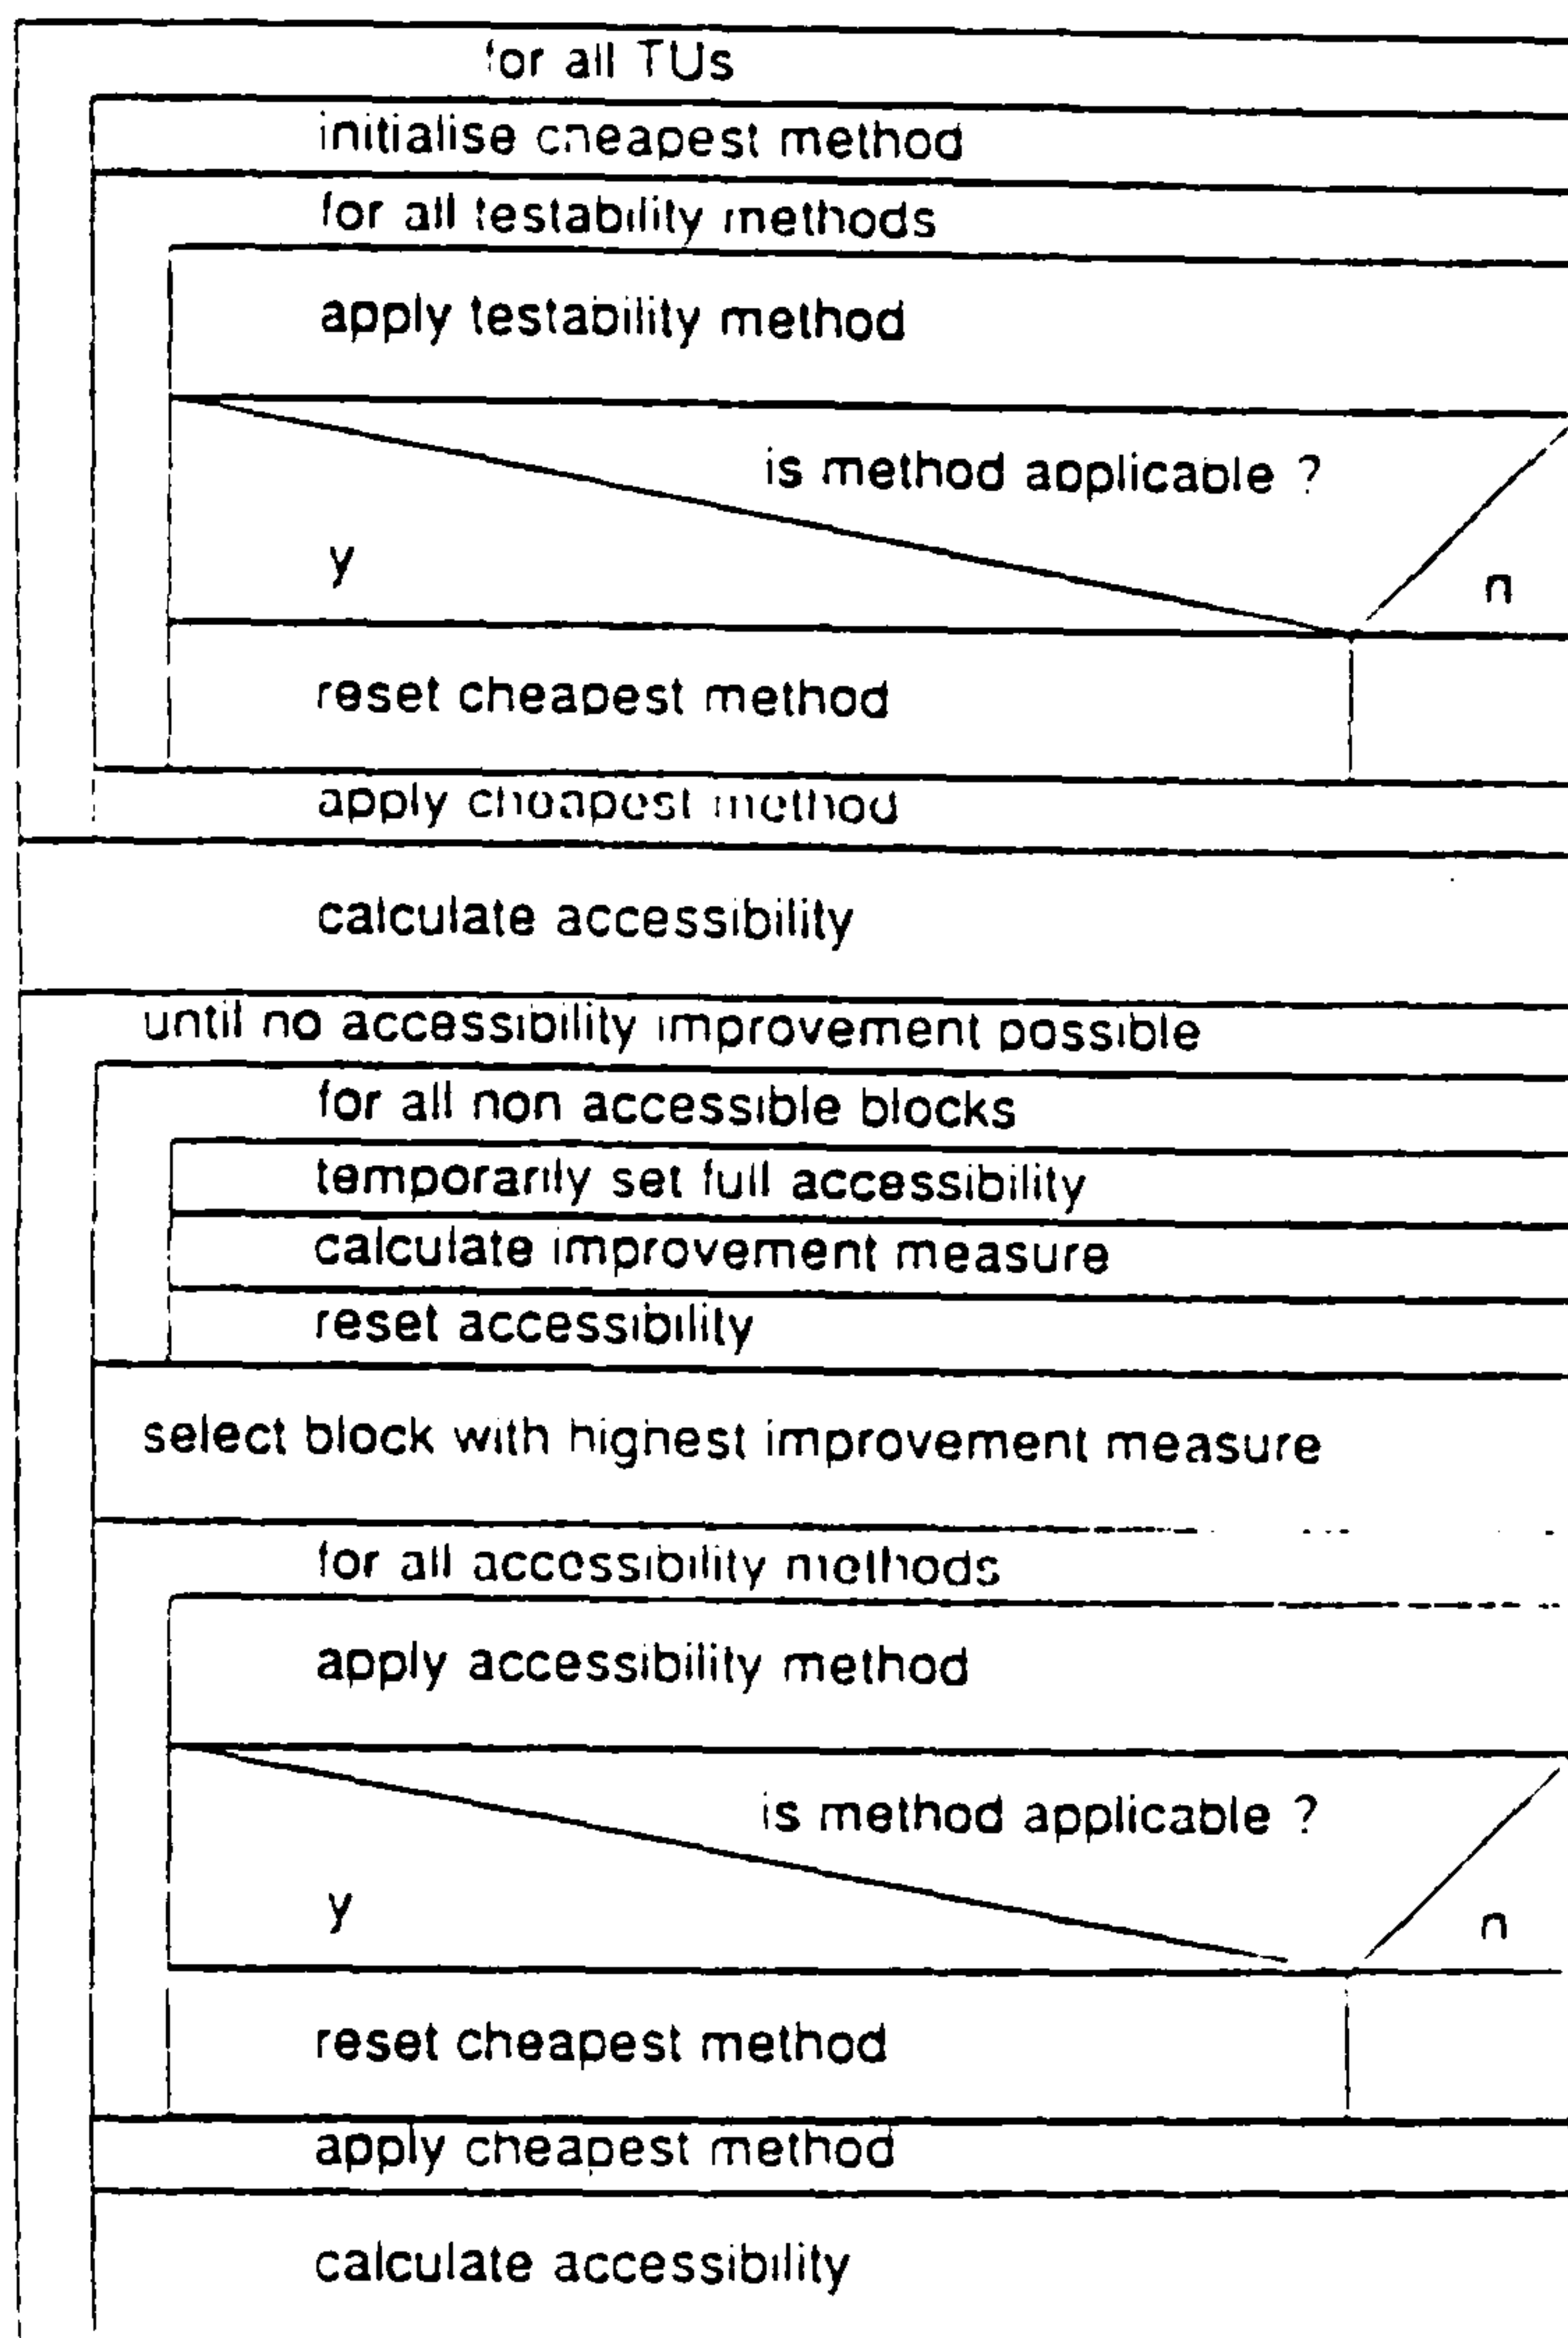 for all TUs
initialise cheapest method
for all testability methods
apply testability method
is method applicable ?
y
n
reset cheapest method
apply cheapest method
calculate accessibility
until no accessibility improvement possible
for all non accessible blocks
temporarily set full accessibility
calculate improvement measure
reset accessibility
select block with highest improvement measure
for all accessibility methods
apply accessibility method
is method applicable ?
y
n
reset cheapest method
apply cheapest method
calculate accessibility